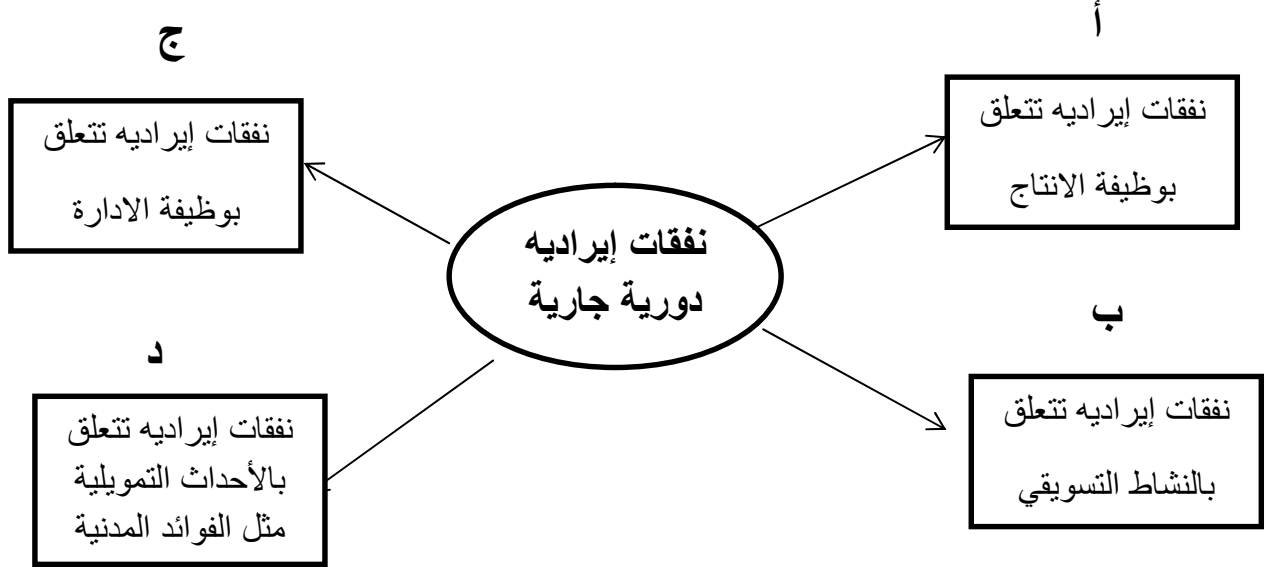 أ
نفقات إيراديه تتعلق
بوظيفة الانتاج
ب
نفقات إيراديه تتعلق
بالنشاط التسويقي
نفقات إيراديه
دورية جارية
ج
نفقات إيراديه تتعلق
بوظيفة الادارة
د
نفقات إيراديه تتعلق
بالأحداث التمويلية
مثل الفوائد المدنية